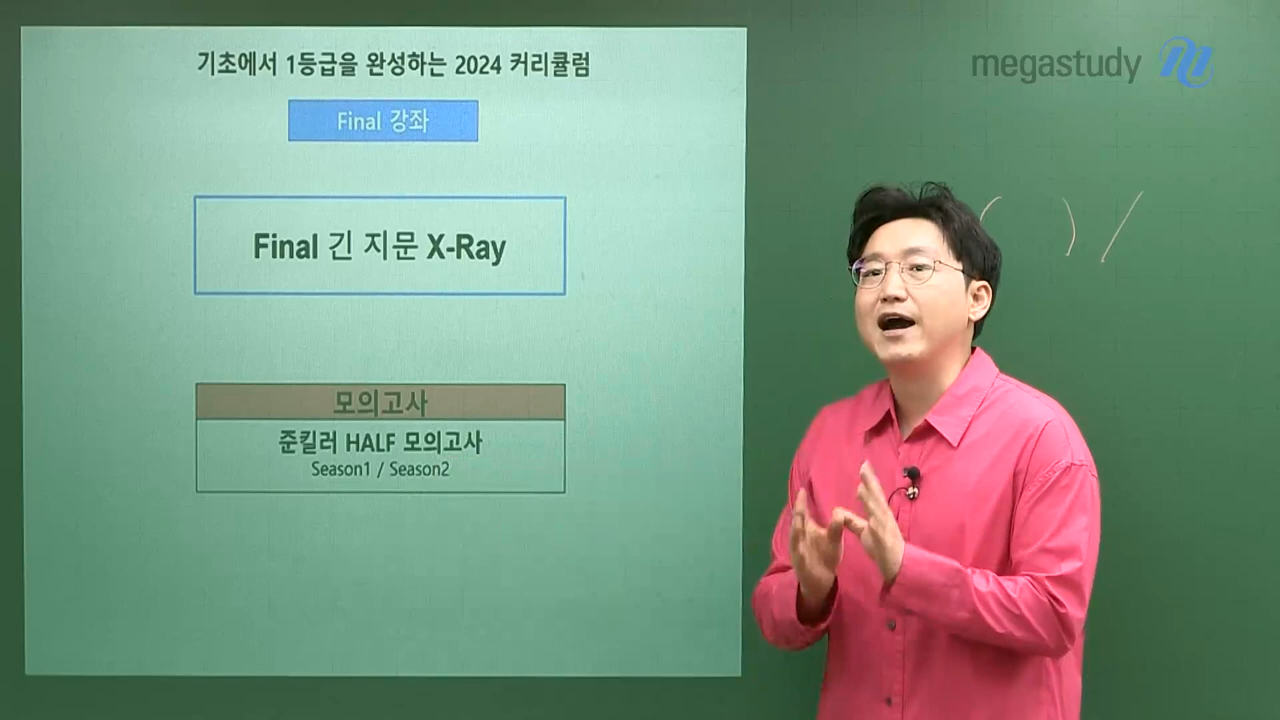 기초에서 1등급을 완성하는 2024 커리큘럼
Final 강좌
Final 긴 지문 X-Ray
모의고사
준킬러 HALF 모의고사
Season1 / Season2
megastudy
( ) /